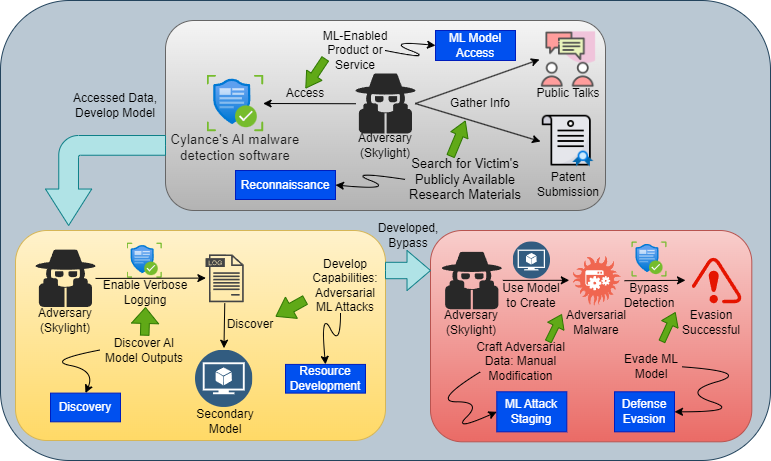 ML-Enabled
Product or
Service
ML Model
Access
Access
Gather Info
Public Talks
Cylance's AI malware
detection software
Adversary
(Skylight)
Search for Victim's
Publicly Available
Research Materials
Patent
Submission
Reconnaissance
Accessed Data,
Develop Model
Developed,
Bypass
Enable Verbose
Logging
LOG
Adversary
(Skylight)
Develop
Capabilities:
Adversarial
ML Attacks
Discover
Discover AI
Model Outputs
Resource
Development
Discovery
Secondary
Model
Adversary
(Skylight)
Use Model
to Create
Adversarial
Malware
Bypass
Detection
Evasion
Successful
Craft Adversarial
Data: Manual
Modification
Evade ML
Model
ML Attack
Staging
Defense
Evasion